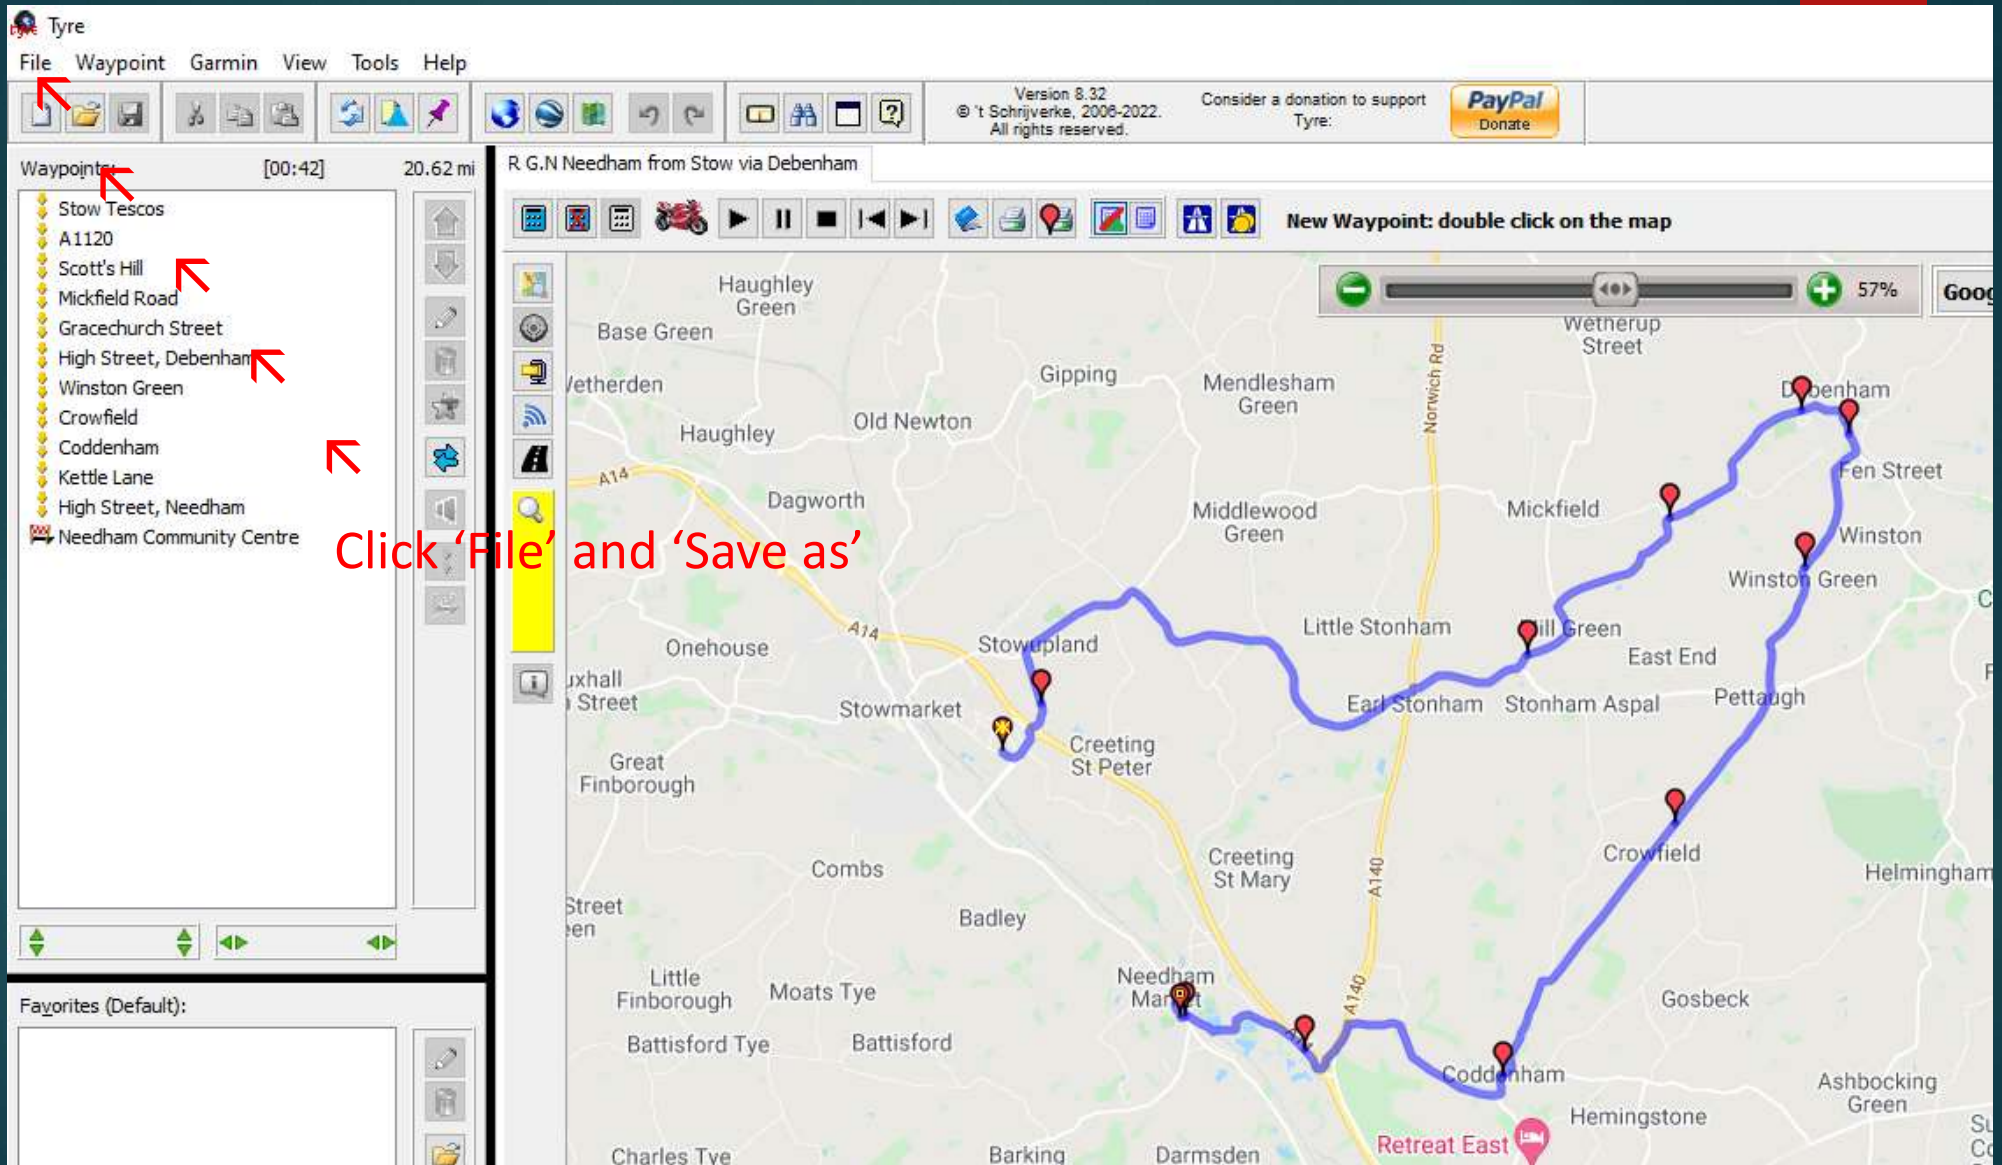 Tyre
File Waypoint Garmin View Tools Help
Version 8.32
© 't Schrijverke, 2006-2022.
All rights reserved.
Consider a donation to support
Tyre:
PayPal
Donate
Waypoints: [00:42] 20.62 mi
Stow Tescos
A1120
Scott's Hill
Mickfield Road
Gracechurch Street
High Street, Debenham
Winston Green
Crowfield
Coddenham
Kettle Lane
High Street, Needham
Needham Community Centre
Click ‘File’ and ‘Save as’
Favorites (Default):
R G.N Needham from Stow via Debenham
New Waypoint: double click on the map
57%
Goog
Haughley
Green
Base Green
Wetherup
Street
Norwich Rd
Gipping
Mendlesham
Green
Debenham
etherden
Old Newton
Haughley
A14
Fen Street
Dagworth
Middlewood
Green
Mickfield
Winston
Winston Green
A14
Stowupland
Little Stonham
Mill Green
Onehouse
East End
uxhall
Street
Stowmarket
Earl Stonham
Stonham Aspal
Pettaugh
Creeting
St Peter
Great
Finborough
Combs
Creeting
St Mary
A140
Crowfield
Helmingham
Street
en
Badley
Little
Finborough
Moats Tye
Needham
Market
A140
Gosbeck
Battisford Tye
Battisford
Coddenham
Ashbocking
Green
Hemingstone
Retreat East
Charles Tye
Barking
Darmsden